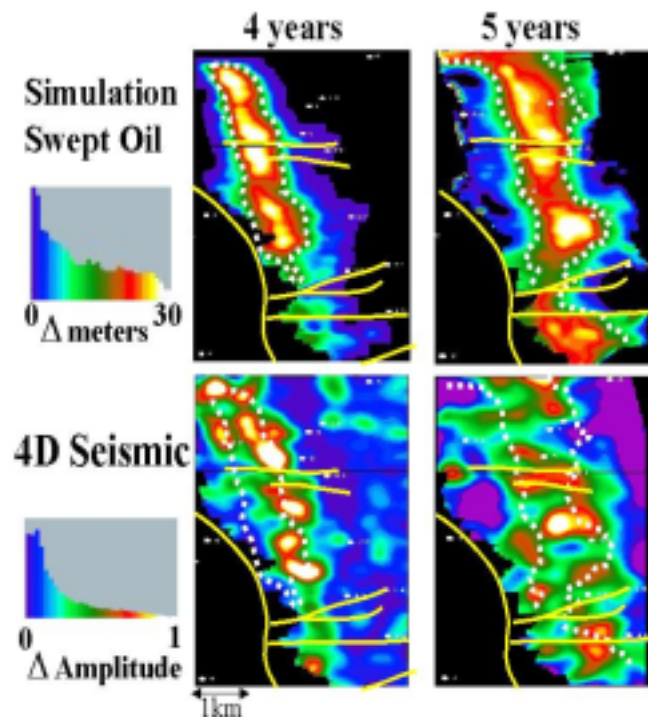 4 years
5 years
Simulation
Swept Oil
0
30
Δ meters
4D Seismic
0
1
Δ Amplitude
1km